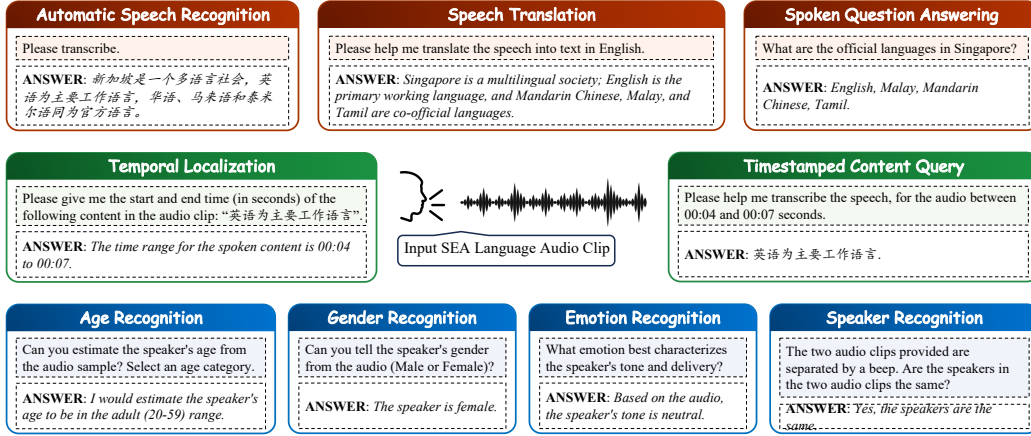 Automatic Speech Recognition
Please transcribe.
ANSWER: 新加坡是一个多语言社会，英
语为主要工作语言，华语、马来语和泰米
尔语同为官方语言。
Speech Translation
Please help me translate the speech into text in English.
ANSWER: Singapore is a multilingual society; English is the
primary working language, and Mandarin Chinese, Malay, and
Tamil are co-official languages.
Spoken Question Answering
What are the official languages in Singapore?
ANSWER: English, Malay, Mandarin
Chinese, Tamil.
Temporal Localization
Please give me the start and end time (in seconds) of the
following content in the audio clip: “英语为主要工作语言”.
ANSWER: The time range for the spoken content is 00:04
to 00:07.
Input SEA Language Audio Clip
Timestamped Content Query
Please help me transcribe the speech, for the audio between
00:04 and 00:07 seconds.
ANSWER: 英语为主要工作语言.
Age Recognition
Can you estimate the speaker's age from
the audio sample? Select an age category.
ANSWER: I would estimate the speaker's
age to be in the adult (20-59) range.
Gender Recognition
Can you tell the speaker's gender
from the audio (Male or Female)?
ANSWER: The speaker is female.
Emotion Recognition
What emotion best characterizes
the speaker's tone and delivery?
ANSWER: Based on the audio,
the speaker's tone is neutral.
Speaker Recognition
The two audio clips provided are
separated by a beep. Are the speakers in
the two audio clips the same?
ANSWER: Yes, the speakers are the
same.